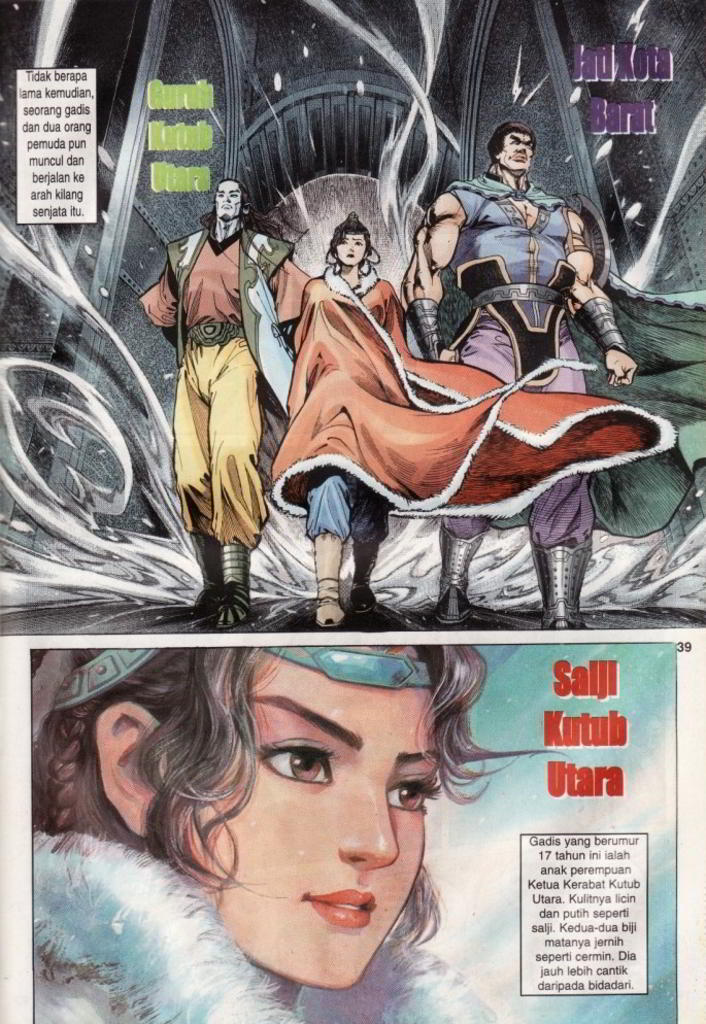 Tidak berapa
lama kemudian,
seorang gadis
dan dua orang
pemuda pun
muncul dan
berjalan ke
arah kilang
senjata itu.
Guruh
Kutub
Utara
Jati Kota
Barat
39
Salji
Kutub
Utara
Gadis yang berumur
17 tahun ini ialah
anak perempuan
Ketua Kerabat Kutub
Utara. Kulitnya licin
dan putih seperti
salji. Kedua-dua biji
matanya jernih
seperti cermin. Dia
jauh lebih cantik
daripada bidadari.